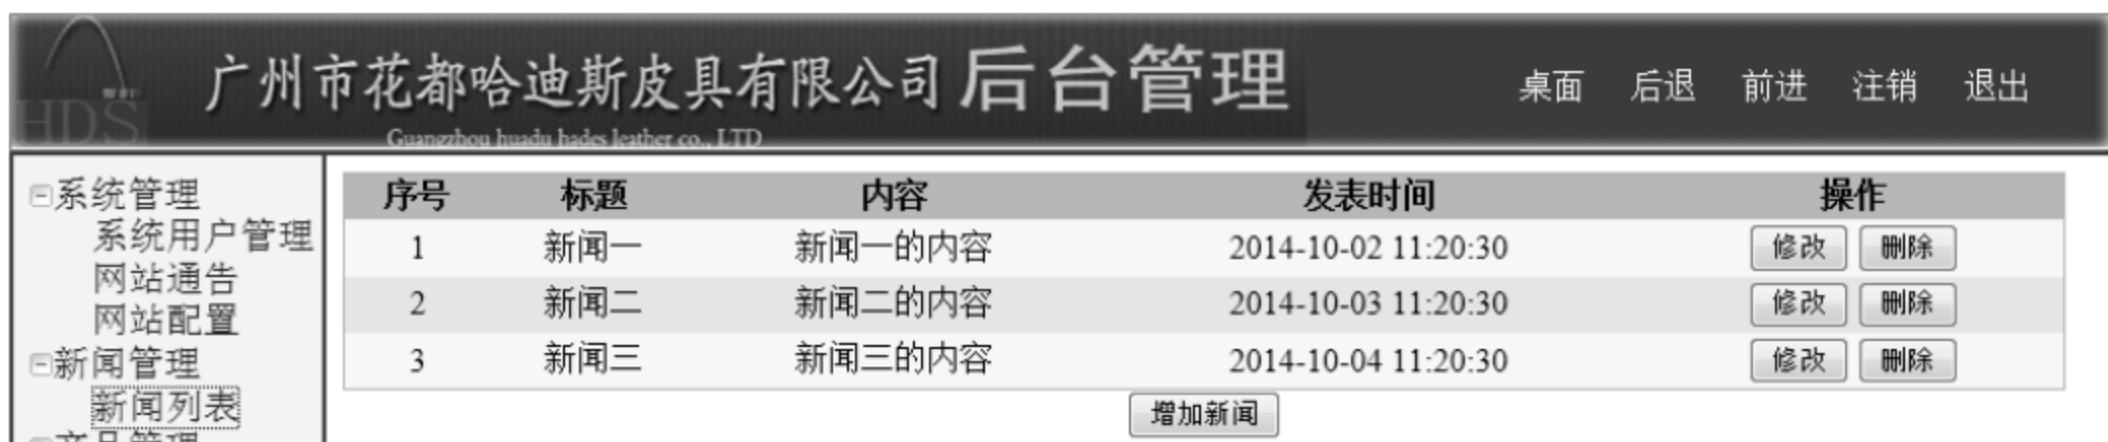 广州市花都哈迪斯皮具有限公司 后台管理 桌面 后退 前进 注销 退出
HDS
Guangzhou huadu hades leather co., LTD
系统管理
系统用户管理
网站通告
网站配置
新闻管理
新闻列表
产品管理
序号 标题 内容 发表时间 操作
1 新闻一 新闻一的内容 2014-10-02 11:20:30 修改 删除
2 新闻二 新闻二的内容 2014-10-03 11:20:30 修改 删除
3 新闻三 新闻三的内容 2014-10-04 11:20:30 修改 删除
增加新闻